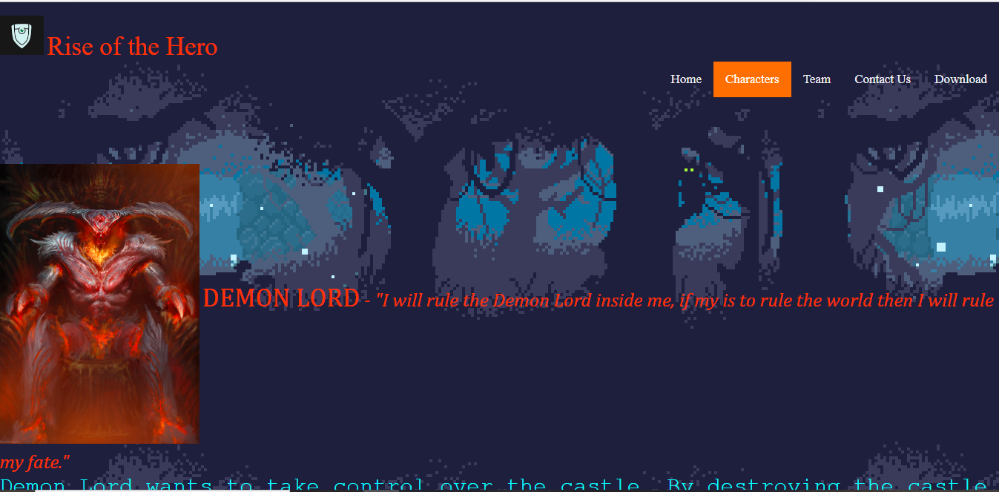 Rise of the Hero
Home Characters Team Contact Us Download
DEMON LORD - "I will rule the Demon Lord inside me, if my is to rule the world then I will rule
my fate."
Demon Lord wants to take control over the castle. By destroying the castle